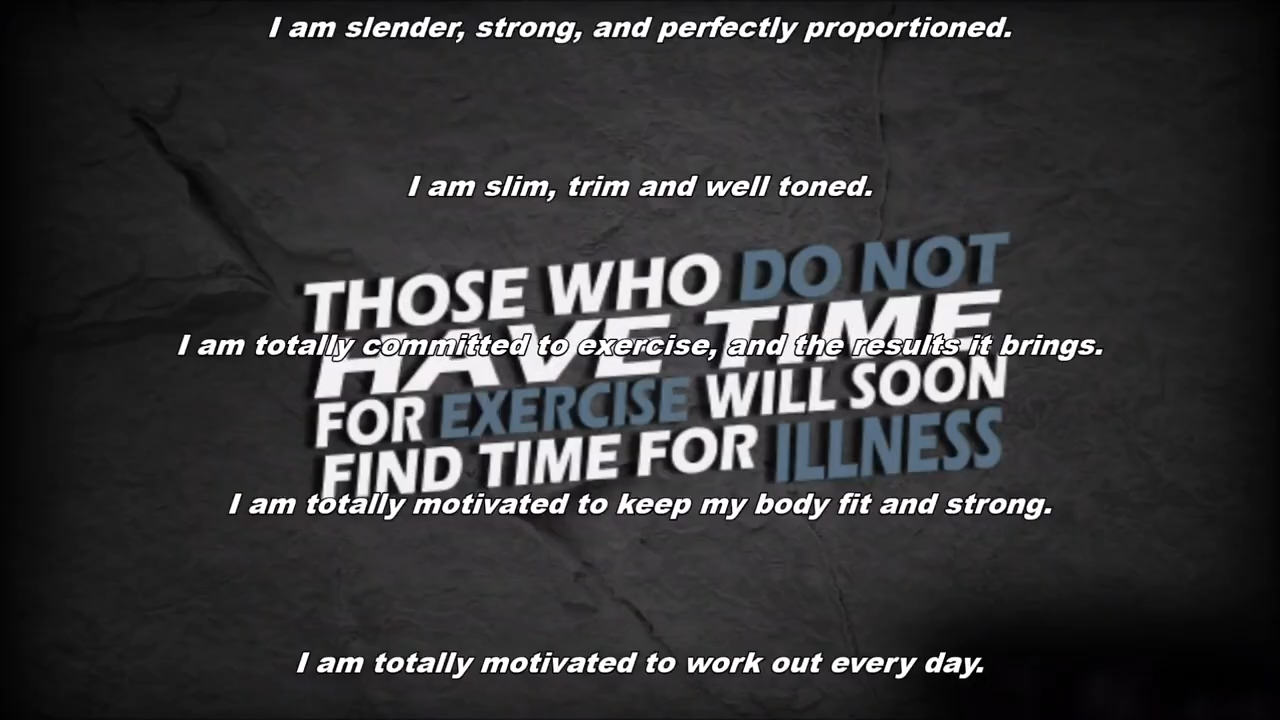 I am slender, strong, and perfectly proportioned.
I am slim, trim and well toned.
THOSE WHO DO NOT
HAVE TIME
I am totally committed to exercise, and the results it brings.
FOR EXERCISE WILL SOON
FIND TIME FOR ILLNESS
I am totally motivated to keep my body fit and strong.
I am totally motivated to work out every day.